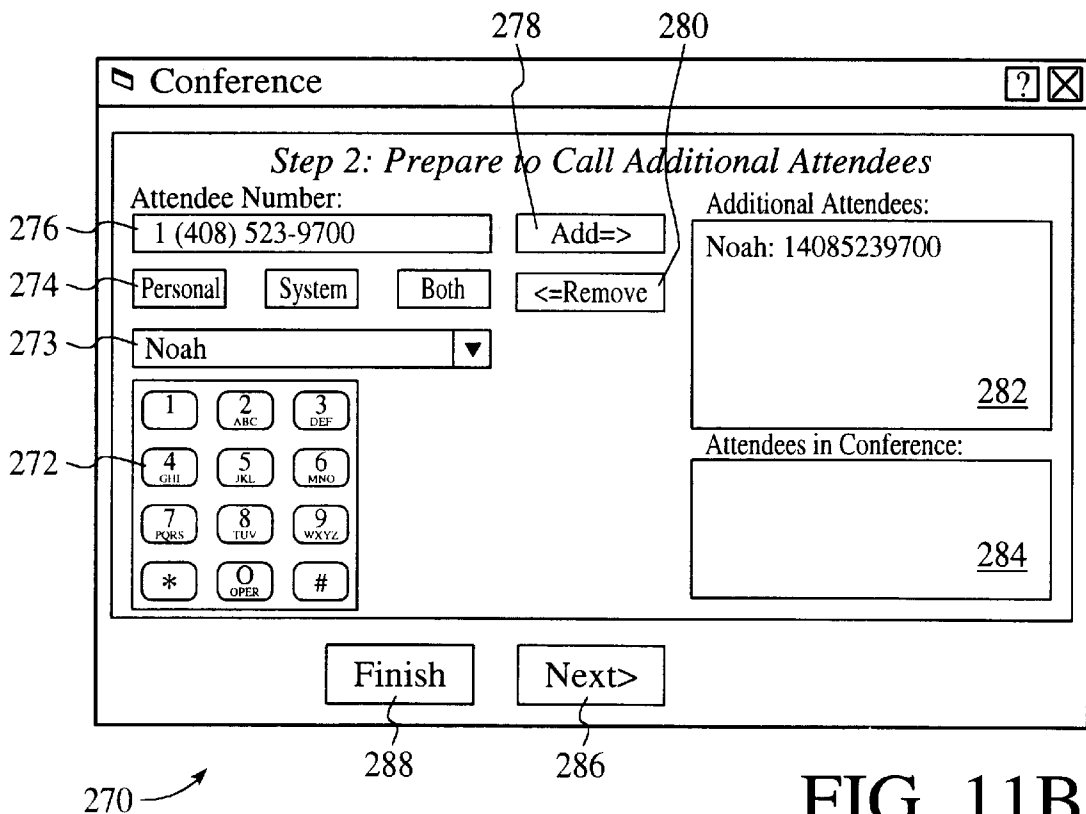 278 280
Conference ?
Step 2: Prepare to Call Additional Attendees
Attendee Number:
Additional Attendees:
276 1 (408) 523-9700 Add=>
Noah: 14085239700
274 Personal System Both <=Remove
273 Noah
282
1 2 ABC 3 DEF
272 4 GHI 5 JKL 6 MNO
7 PQRS 8 TUV 9 WXYZ
* O OPER #
Attendees in Conference:
284
Finish Next>
288 286
270
FIG. 11B